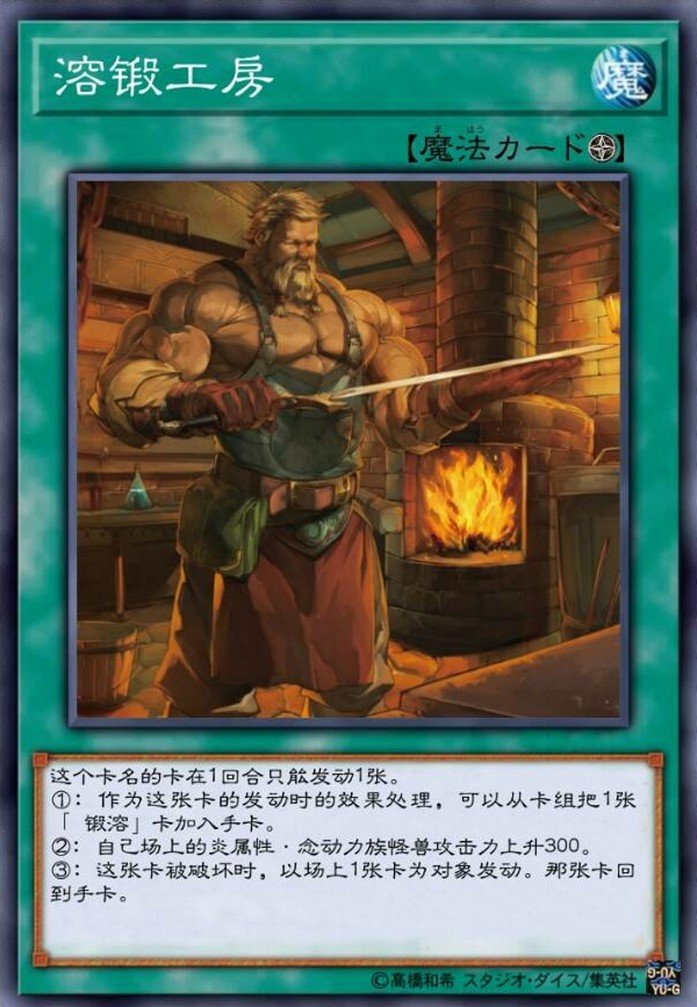 溶锻工房
魔
【魔法カード】
まほう
这个卡名的卡在1回合只能发动1张。
①：作为这张卡的发动时的效果处理，可以从卡组把1张
「 锻溶」卡加入手卡。
②：自己场上的炎属性·念动力族怪兽攻击力上升300。
③：这张卡被破坏时，以场上1张卡为对象发动。那张卡回
到手卡。
©高橋和希 スタジオ・ダイス/集英社